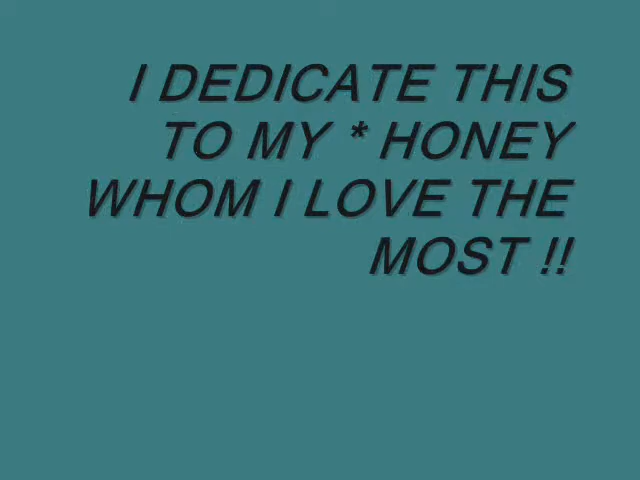 I DEDICATE THIS
TO MY * HONEY
WHOM I LOVE THE
MOST !!